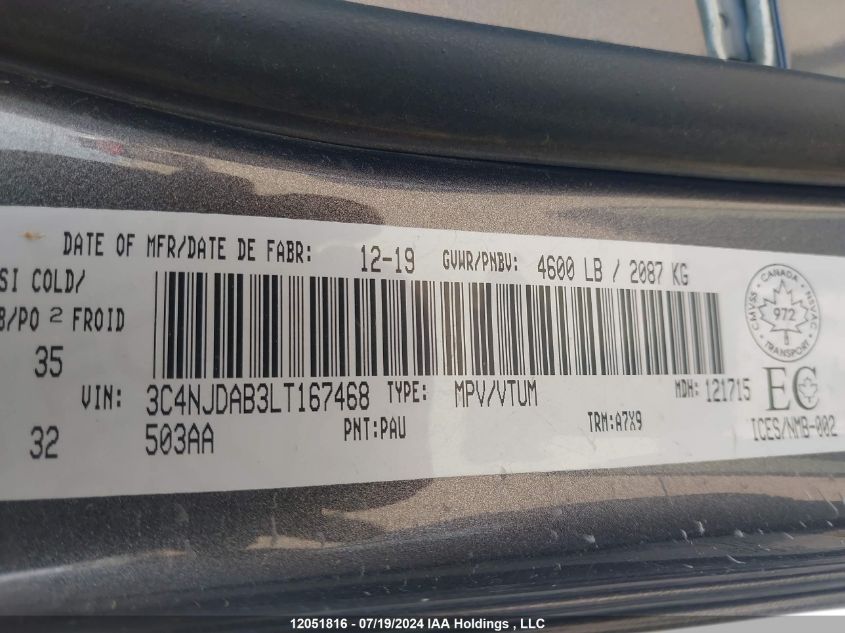 DATE OF MFR/DATE DE FABR: 12-19 GVWR/PNBV: 4600 LB / 2087 KG
SI COLD/
/PO 2 FROID
35
VIN: 3C4NJDAB3LT167468 TYPE: MPV/VTUM MDH: 121715
32 503AA PNT:PAU TRM:A7X9
CANADA
CMVSS 972 NSVAC
TRANSPORT
EC
ICES/NMB-002
12051816 - 07/19/2024 IAA Holdings , LLC